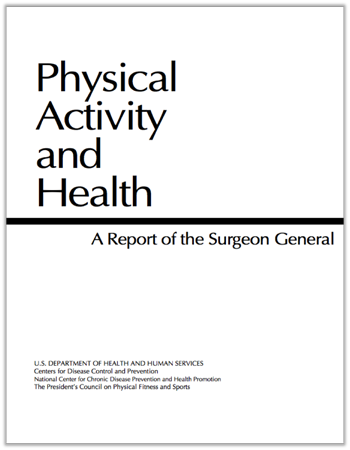 Physical
Activity
and
Health
A Report of the Surgeon General
U.S. DEPARTMENT OF HEALTH AND HUMAN SERVICES
Centers for Disease Control and Prevention
National Center for Chronic Disease Prevention and Health Promotion
The President's Council on Physical Fitness and Sports